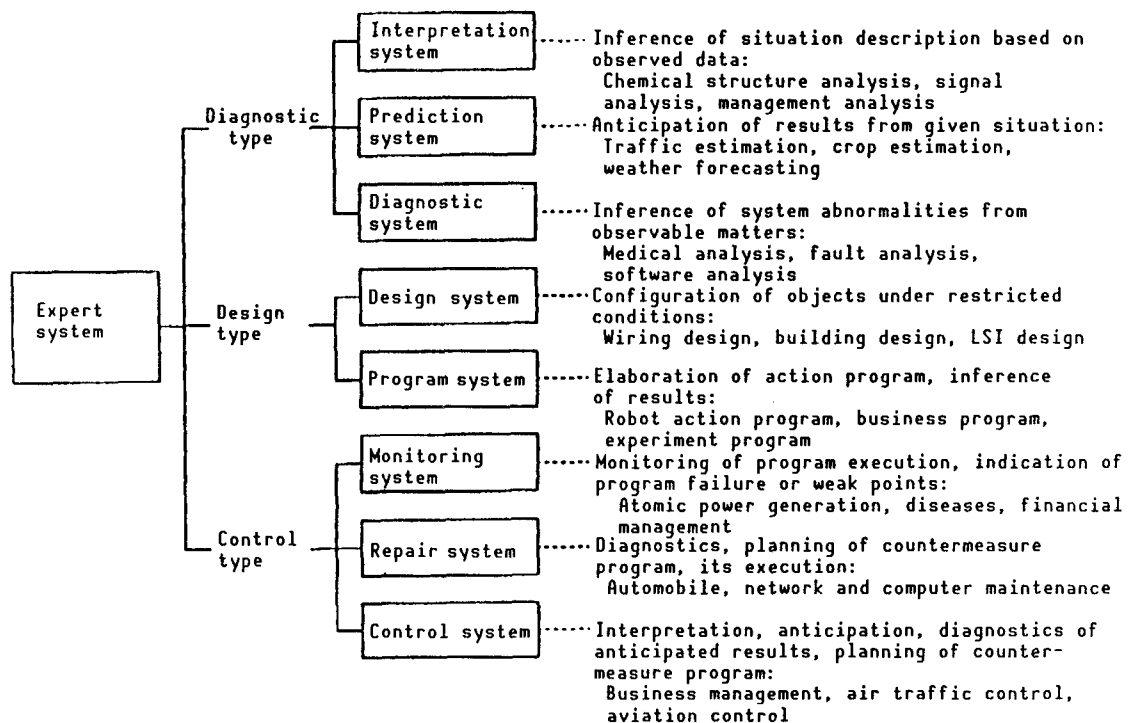 Interpretation
system
Inference of situation description based on
observed data:
Chemical structure analysis, signal
analysis, management analysis
Diagnostic
type
Prediction
system
Anticipation of results from given situation:
Traffic estimation, crop estimation,
weather forecasting
Diagnostic
system
Inference of system abnormalities from
observable matters:
Medical analysis, fault analysis,
software analysis
Expert
system
Design
type
Design system
Configuration of objects under restricted
conditions:
Wiring design, building design, LSI design
Program system
Elaboration of action program, inference
of results:
Robot action program, business program,
experiment program
Monitoring
system
Monitoring of program execution, indication of
program failure or weak points:
Atomic power generation, diseases, financial
management
Control
type
Repair system
Diagnostics, planning of countermeasure
program, its execution:
Automobile, network and computer maintenance
Control system
Interpretation, anticipation, diagnostics of
anticipated results, planning of counter-
measure program:
Business management, air traffic control,
aviation control